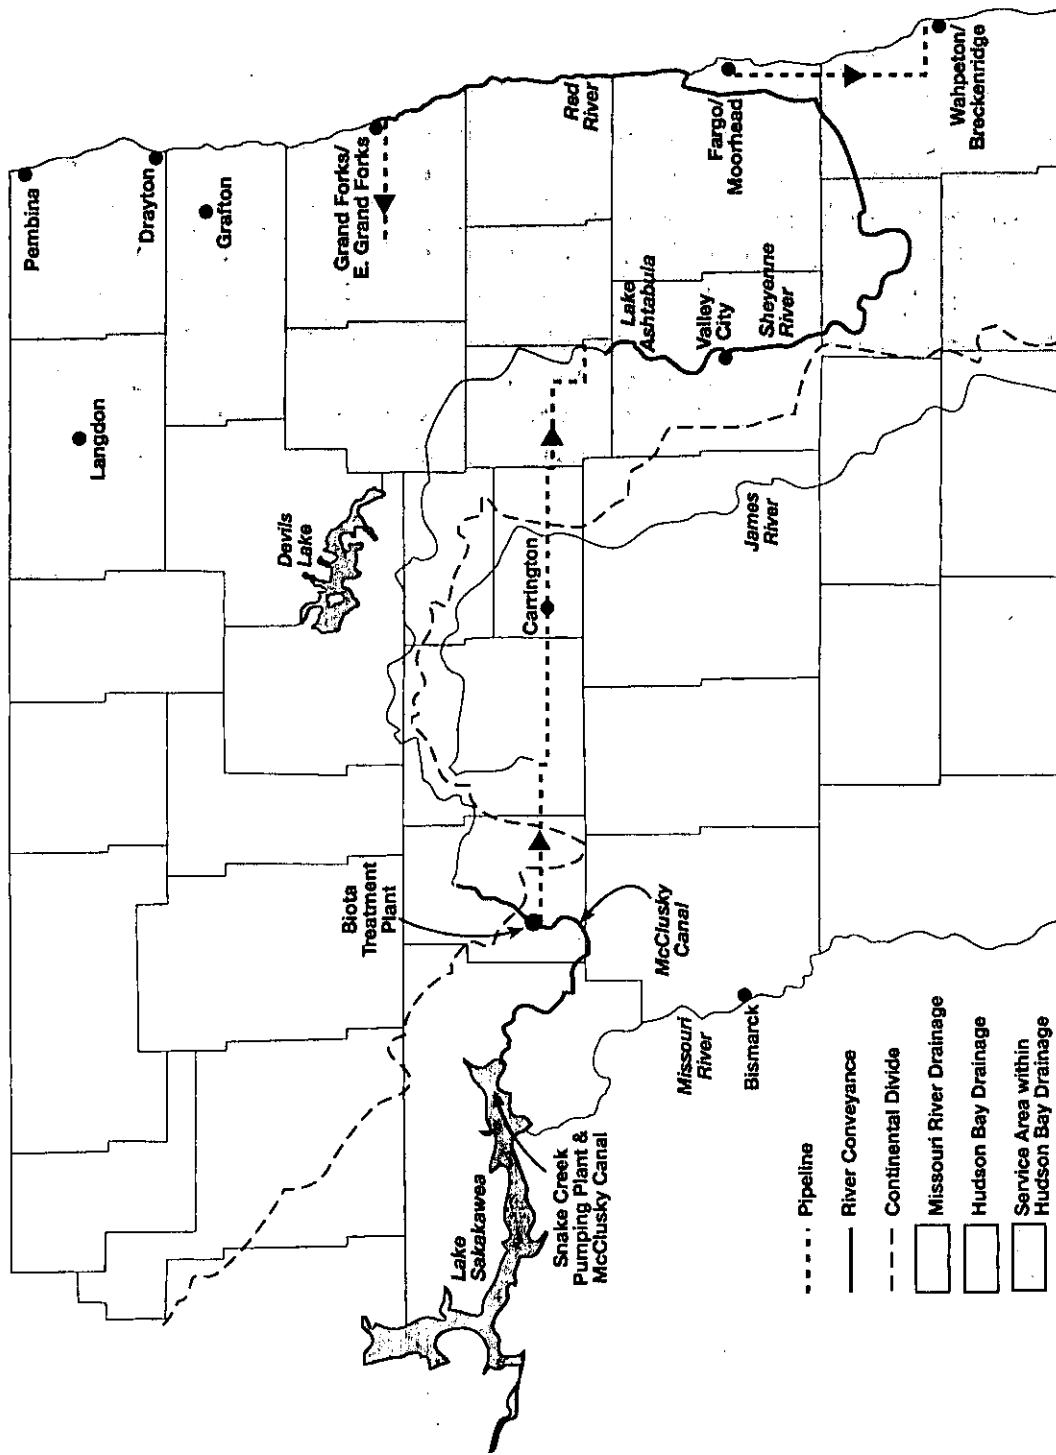 Pembina
Drayton
Langdon
Grafton
Grand Forks/
E. Grand Forks
Devils
Lake
Biota
Treatment
Plant
Lake
Sakakawea
Carrington
Red
River
Lake
Ashtabula
Snake Creek
Pumping Plant &
McClusky Canal
McClusky
Canal
Missouri
River
Bismarck
James
River
Valley
City
Sheyenne
River
Fargo/
Moorhead
Wahpeton/
Breckenridge
Pipeline
River Conveyance
Continental Divide
Missouri River Drainage
Hudson Bay Drainage
Service Area within
Hudson Bay Drainage